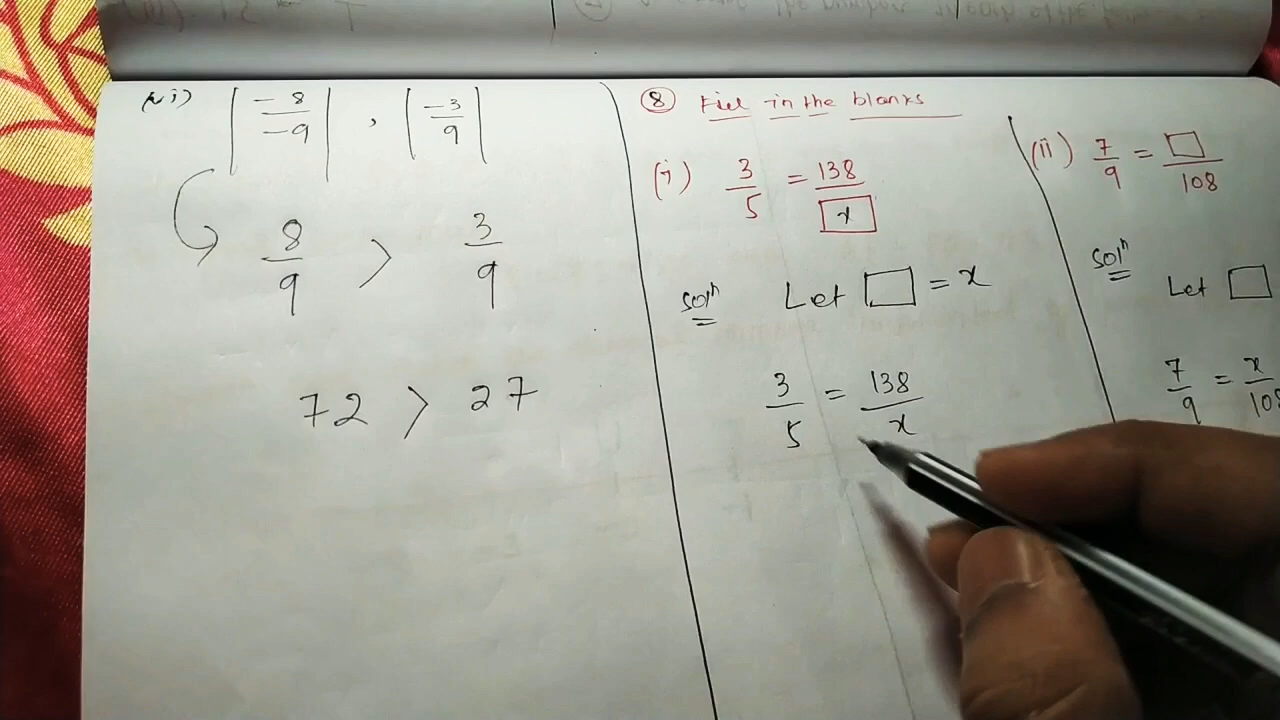 (vi) |-8/-9| , |-3/9|
8/9 > 3/9
72 > 27
⑧ Fill in the blanks
(i) 3/5 = 138/x
Solⁿ Let □ = x
3/5 = 138/x
(ii) 7/9 = □/108
Solⁿ
Let □
7/9 = x/108